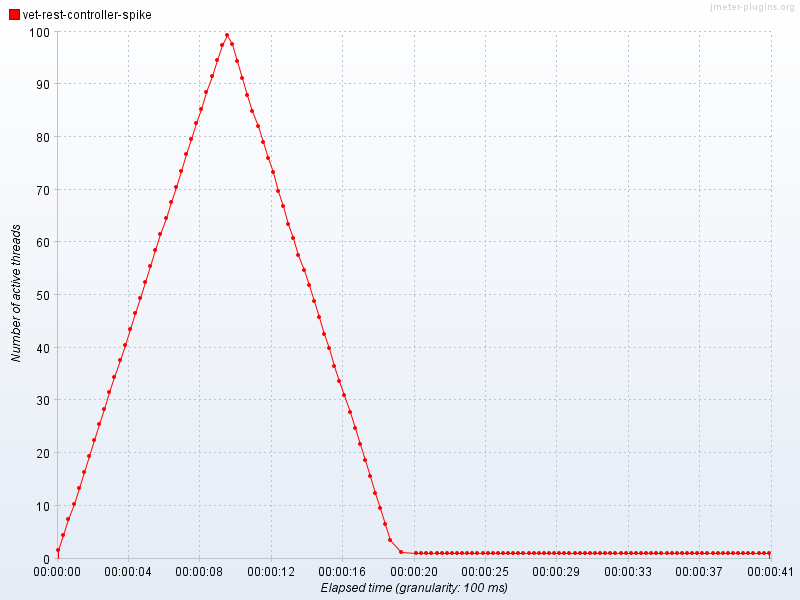 jmeter-plugins.org
vet-rest-controller-spike
100
90
80
70
60
50
40
30
20
10
0
Number of active threads
00:00:00 00:00:04 00:00:08 00:00:12 00:00:16 00:00:20 00:00:25 00:00:29 00:00:33 00:00:37 00:00:41
Elapsed time (granularity: 100 ms)